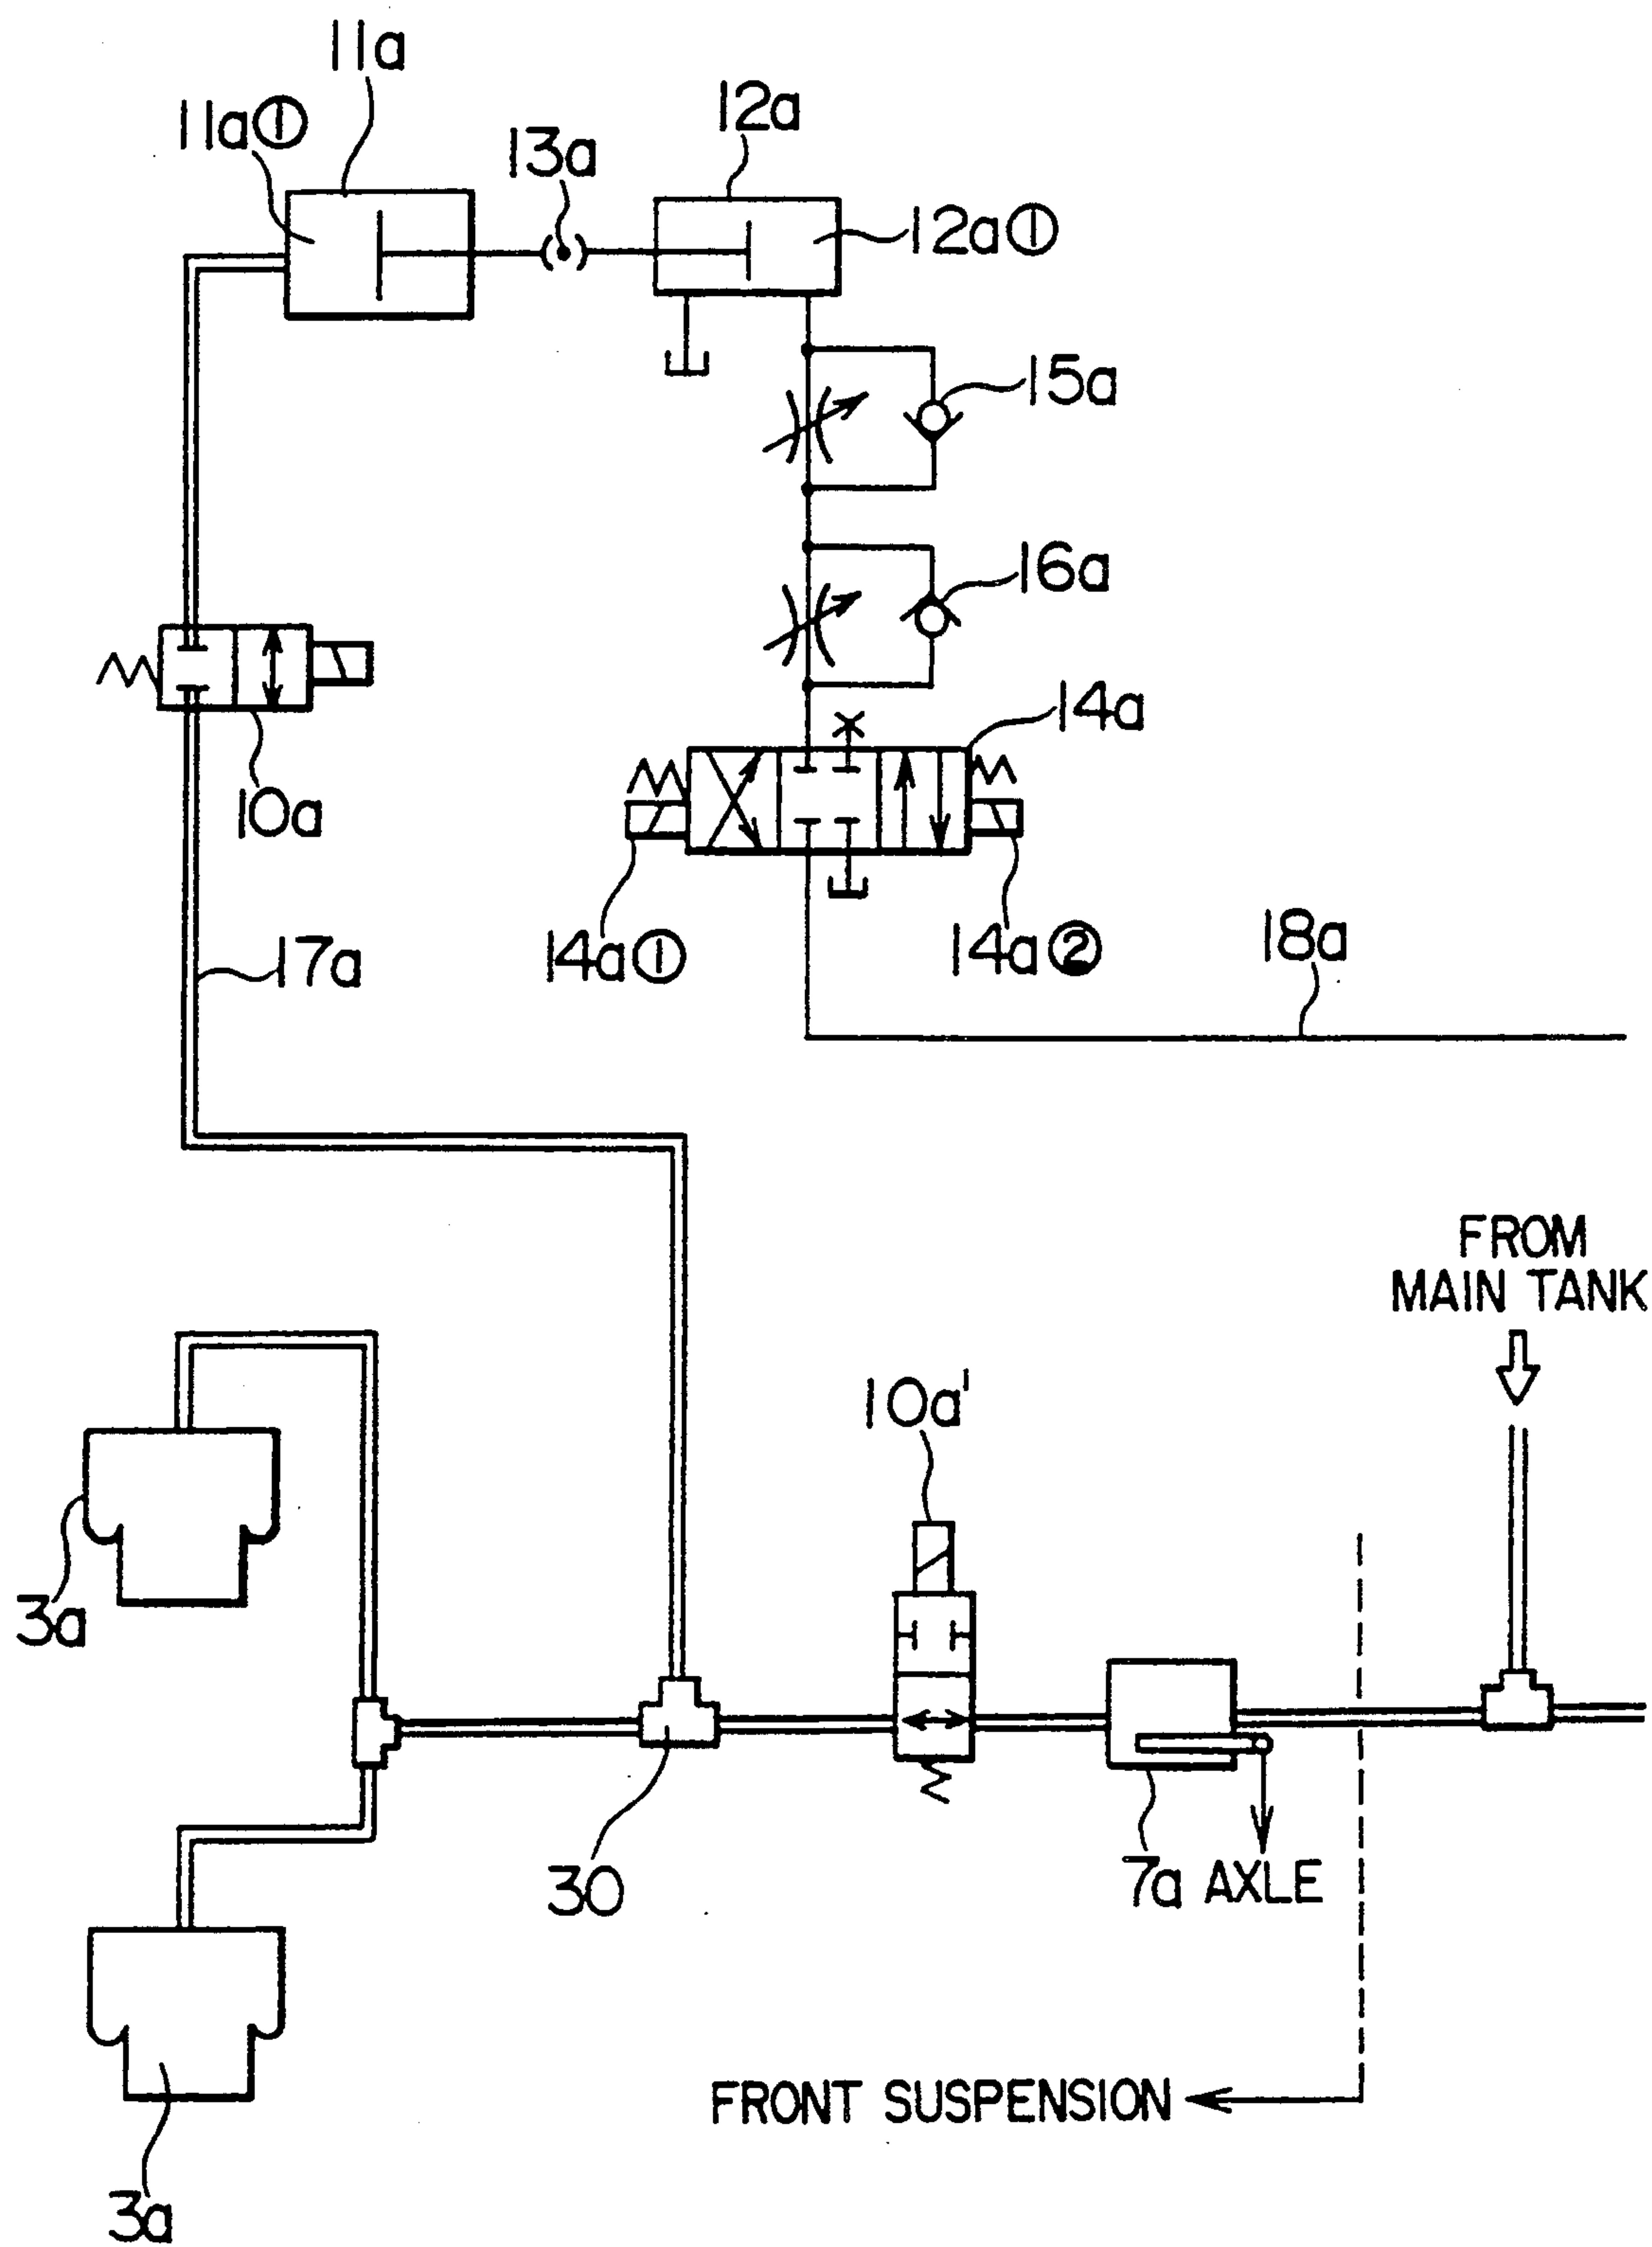 11a
11a①
12a
13a
12a①
15a
16a
14a
10a
14a①
14a②
18a
17a
FROM
MAIN TANK
10a'
3a
30
7a AXLE
FRONT SUSPENSION
3a